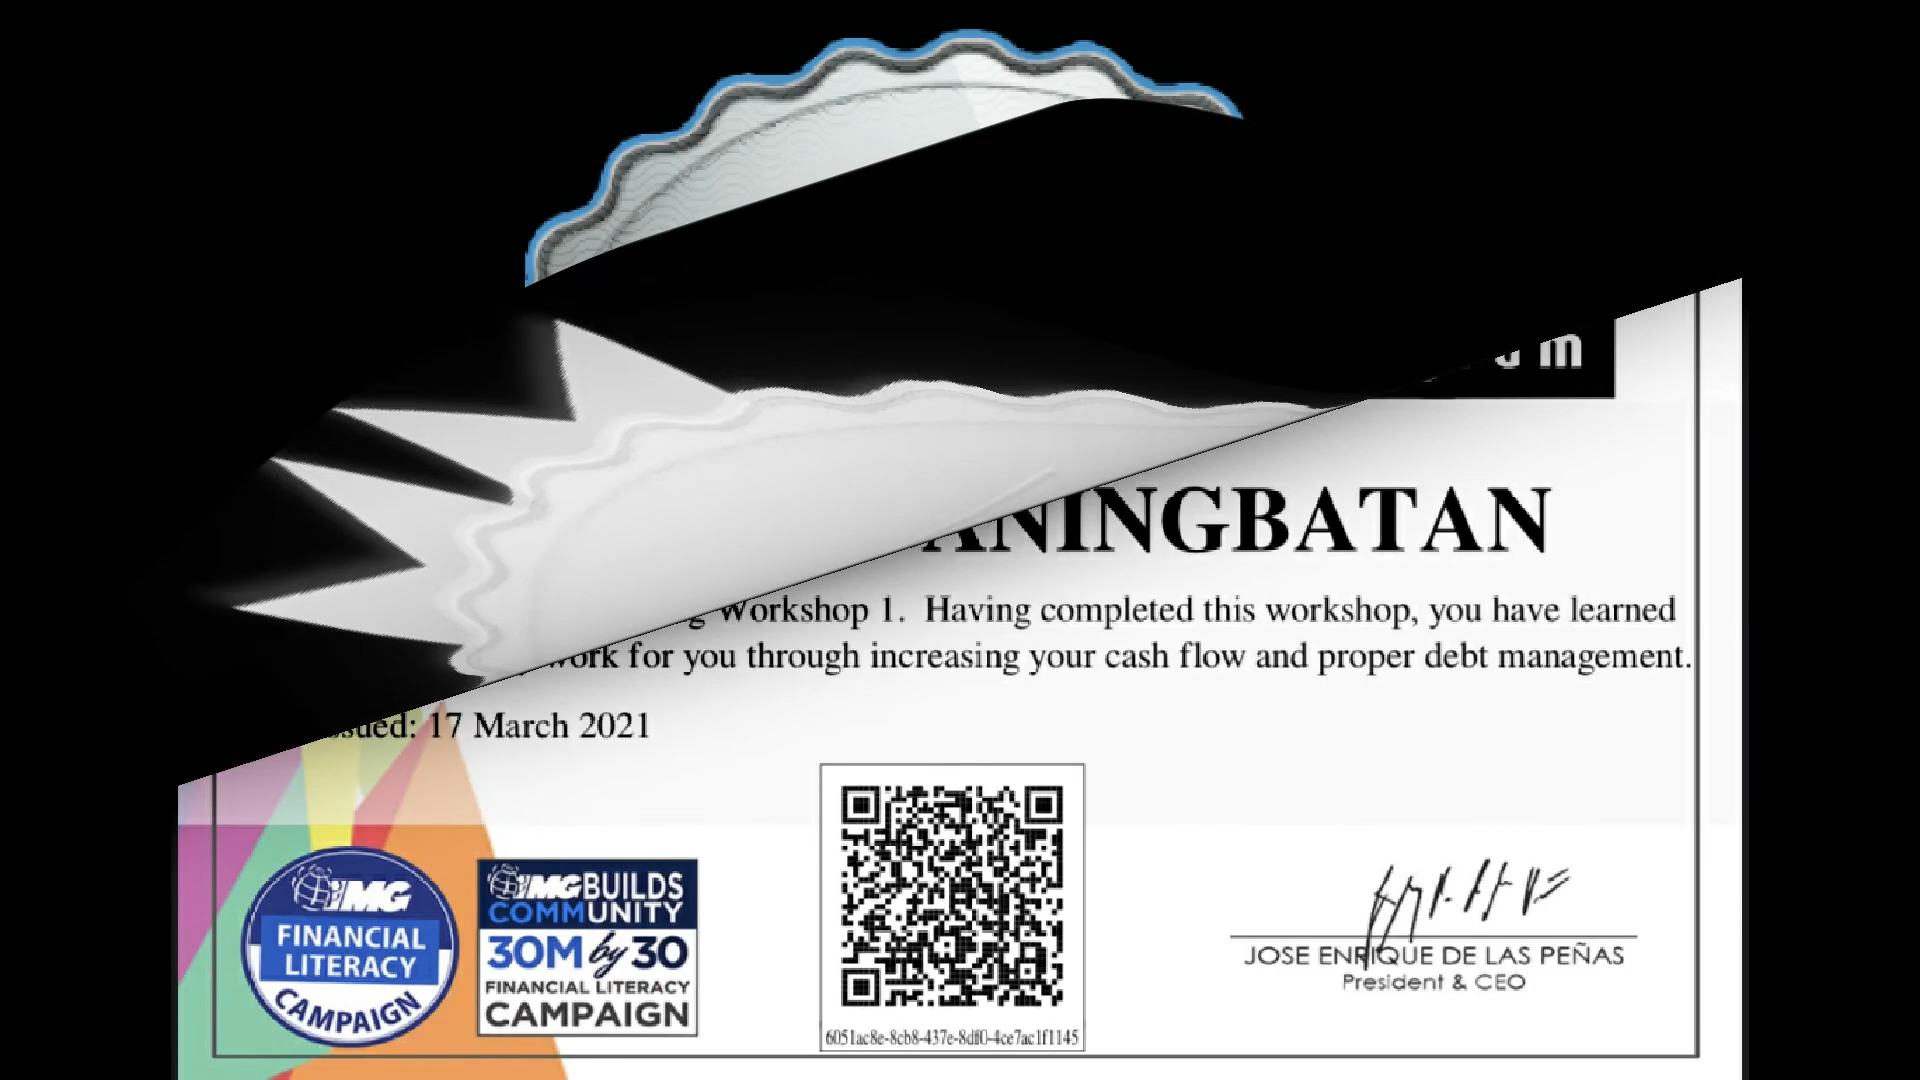 ANINGBATAN
Workshop 1. Having completed this workshop, you have learned
work for you through increasing your cash flow and proper debt management.
ssued: 17 March 2021
IMG
FINANCIAL
LITERACY
CAMPAIGN
IMG BUILDS
COMMUNITY
30M by 30
FINANCIAL LITERACY
CAMPAIGN
6051ac8e-8cb8-437e-8df0-4ce7ac1f1145
JOSE ENRIQUE DE LAS PEÑAS
President & CEO